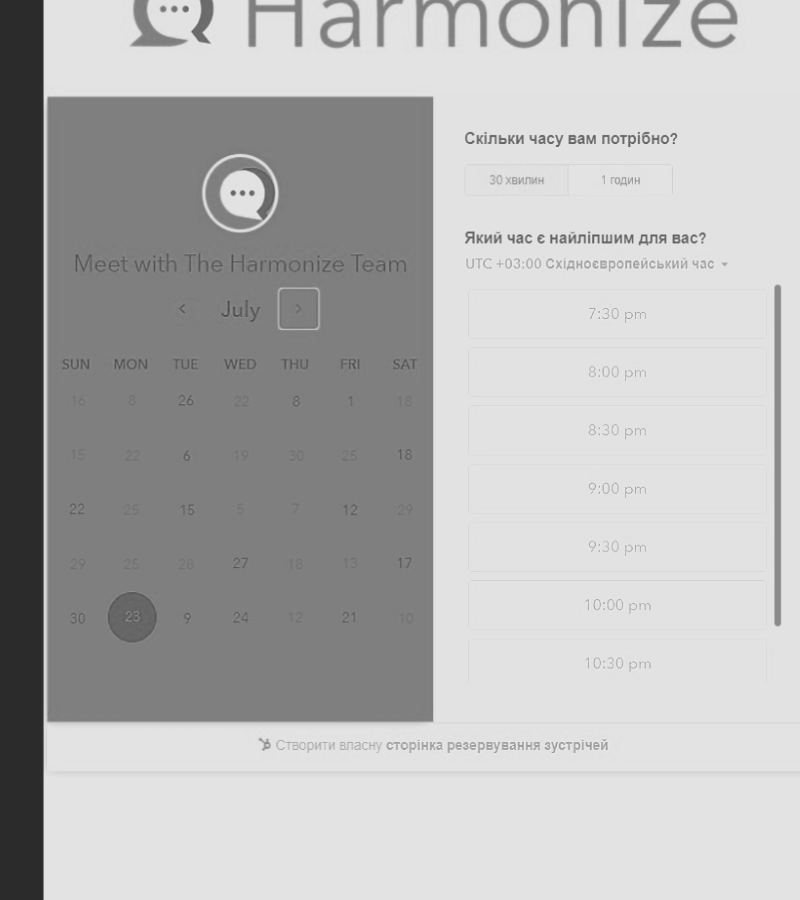 Harmonize
Meet with The Harmonize Team
July
SUN MON TUE WED THU FRI SAT
16 8 26 22 8 1 18
15 22 6 19 30 25 18
22 25 15 5 7 12 29
29 25 26 27 18 13 17
30 23 9 24 12 21 10
Скільки часу вам потрібно?
30 хвилин 1 годин
Який час є найліпшим для вас?
UTC +03:00 Східноєвропейський час
7:30 pm
8:00 pm
8:30 pm
9:00 pm
9:30 pm
10:00 pm
10:30 pm
Створити власну сторінка резервування зустрічей